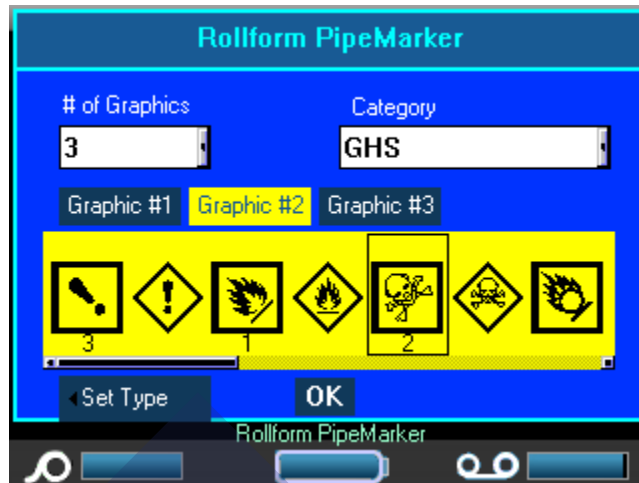 Rollform PipeMarker
# of Graphics Category
3 GHS
Graphic #1 Graphic #2 Graphic #3
3 1 2
Set Type OK
Rollform PipeMarker